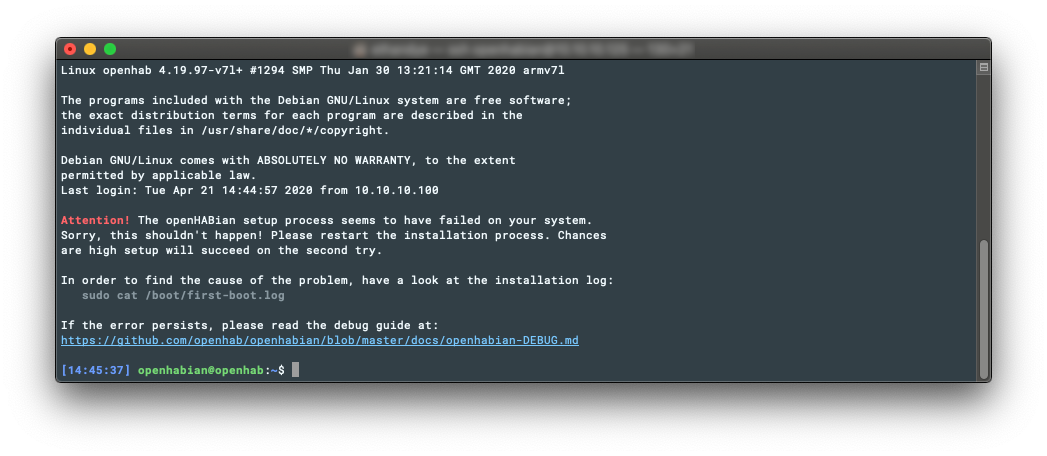 Linux openhab 4.19.97-v7l+ #1294 SMP Thu Jan 30 13:21:14 GMT 2020 armv7l
The programs included with the Debian GNU/Linux system are free software;
the exact distribution terms for each program are described in the
individual files in /usr/share/doc/*/copyright.
Debian GNU/Linux comes with ABSOLUTELY NO WARRANTY, to the extent
permitted by applicable law.
Last login: Tue Apr 21 14:44:57 2020 from 10.10.10.100
Attention! The openHABian setup process seems to have failed on your system.
Sorry, this shouldn't happen! Please restart the installation process. Chances
are high setup will succeed on the second try.
In order to find the cause of the problem, have a look at the installation log:
sudo cat /boot/first-boot.log
If the error persists, please read the debug guide at:
https://github.com/openhab/openhabian/blob/master/docs/openhabian-DEBUG.md
[14:45:37] openhabian@openhab:~$